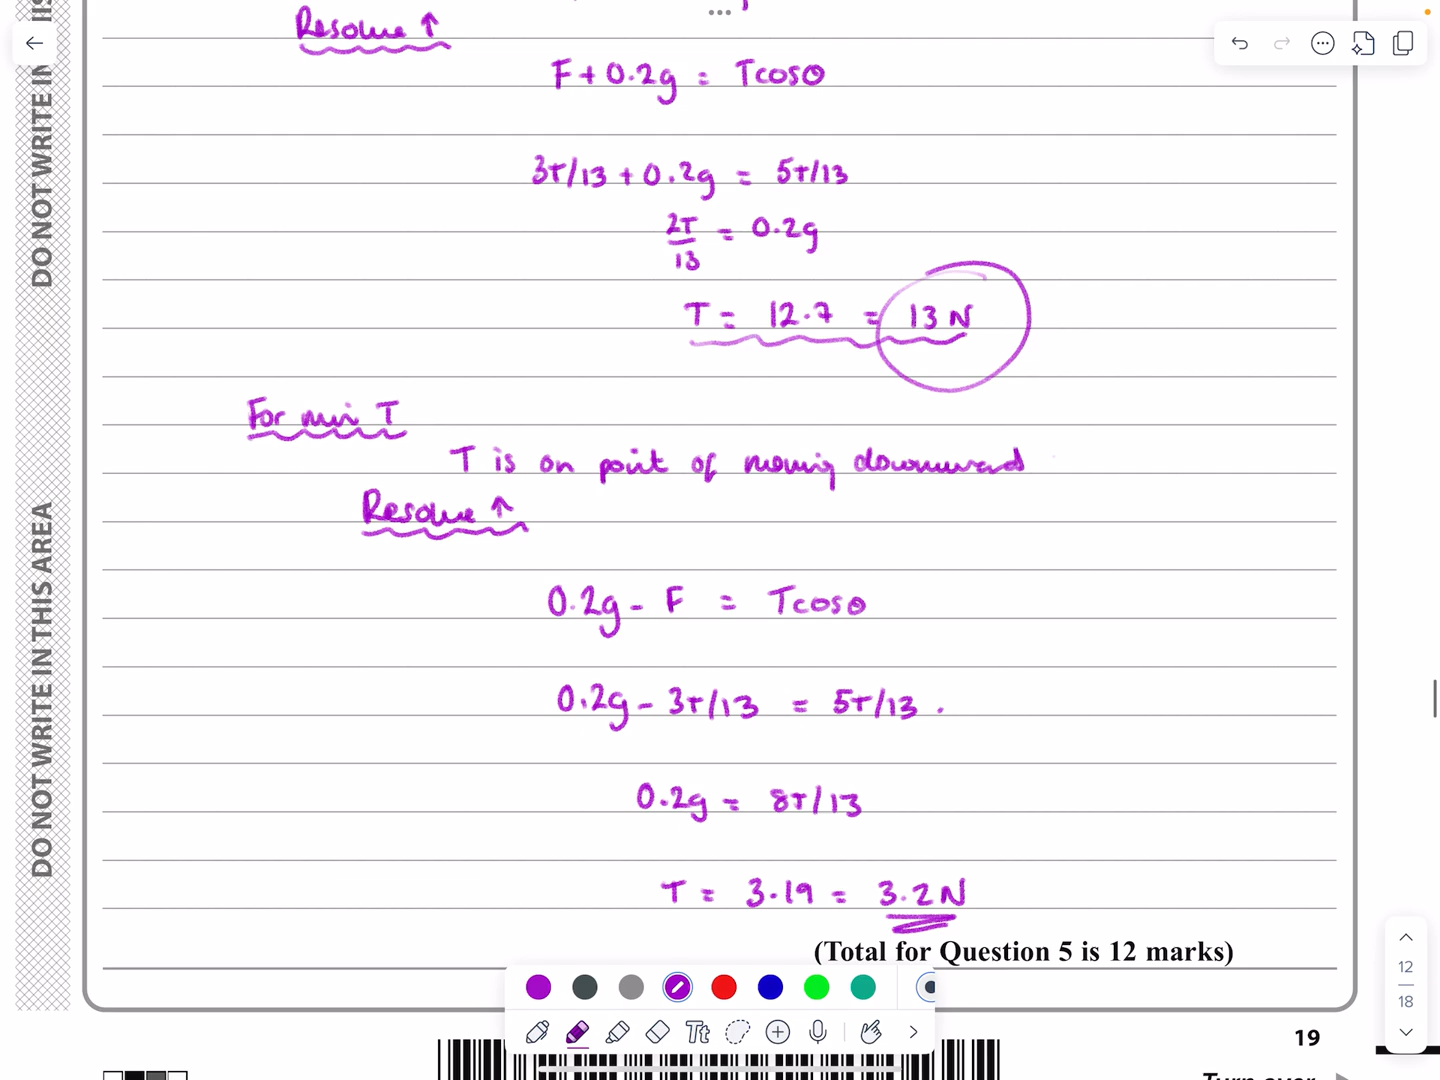 Resolve ↑
F + 0.2g = Tcosθ
3T/13 + 0.2g = 5T/13
2T/13 = 0.2g
T = 12.7 = 13 N
For min T
T is on point of moving downward
Resolve ↑
0.2g - F = Tcosθ
0.2g - 3T/13 = 5T/13 .
0.2g = 8T/13
T = 3.19 = 3.2 N
(Total for Question 5 is 12 marks)
DO NOT WRITE IN
DO NOT WRITE IN THIS AREA
Tt
12
18
19